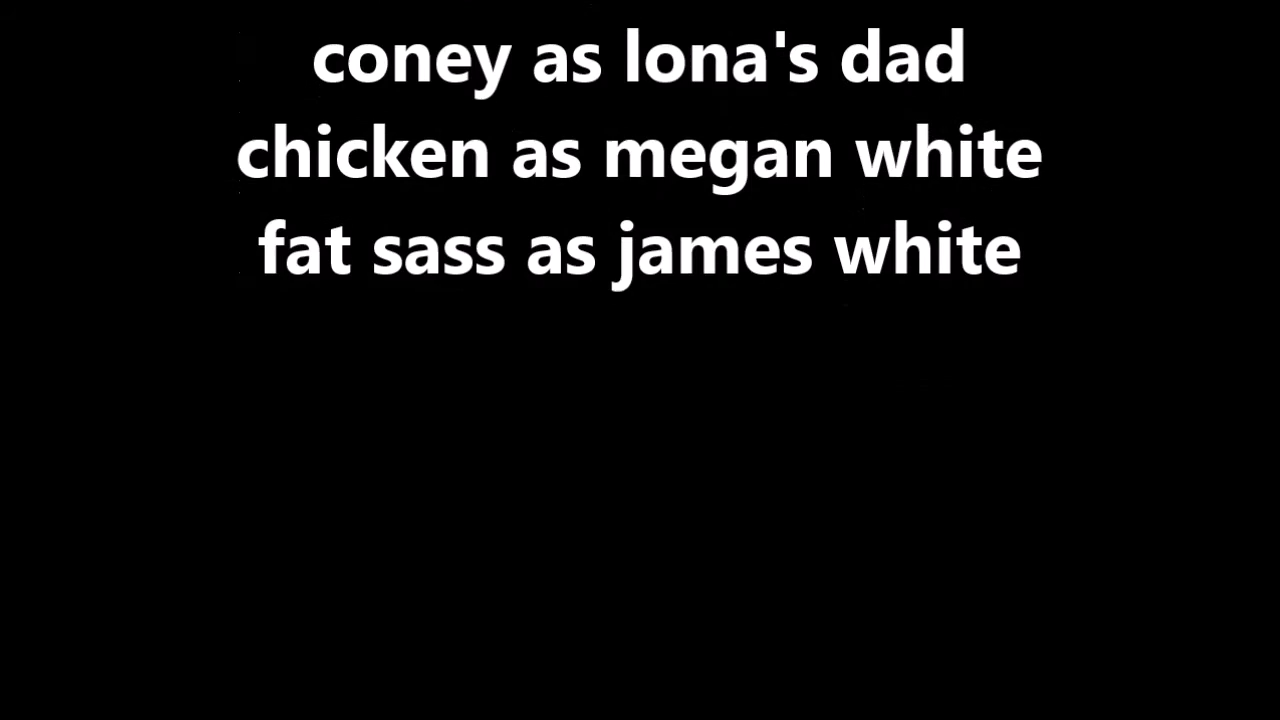 coney as lona's dad
chicken as megan white
fat sass as james white